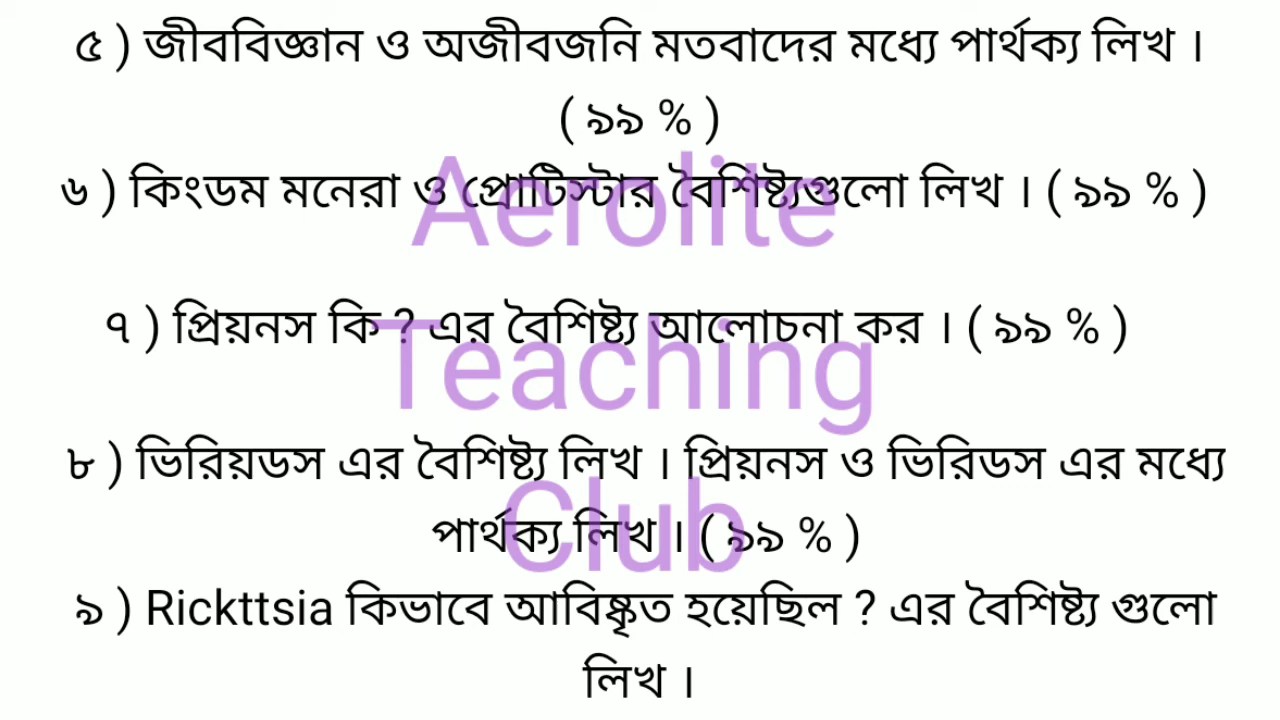 ৫ ) জীববিজ্ঞান ও অজীবজনি মতবাদের মধ্যে পার্থক্য লিখ ।
( ৯৯ % )
৬ ) কিংডম মনেরা ও প্রোটিস্টার বৈশিষ্ট্যগুলো লিখ । ( ৯৯ % )
Aerolite
৭ ) প্রিয়নস কি ? এর বৈশিষ্ট্য আলোচনা কর । ( ৯৯ % )
Teaching
৮ ) ভিরিয়ডস এর বৈশিষ্ট্য লিখ । প্রিয়নস ও ভিরিডস এর মধ্যে
পার্থক্য লিখ । ( ৯৯ % )
Club
৯ ) Rickttsia কিভাবে আবিষ্কৃত হয়েছিল ? এর বৈশিষ্ট্য গুলো
লিখ ।